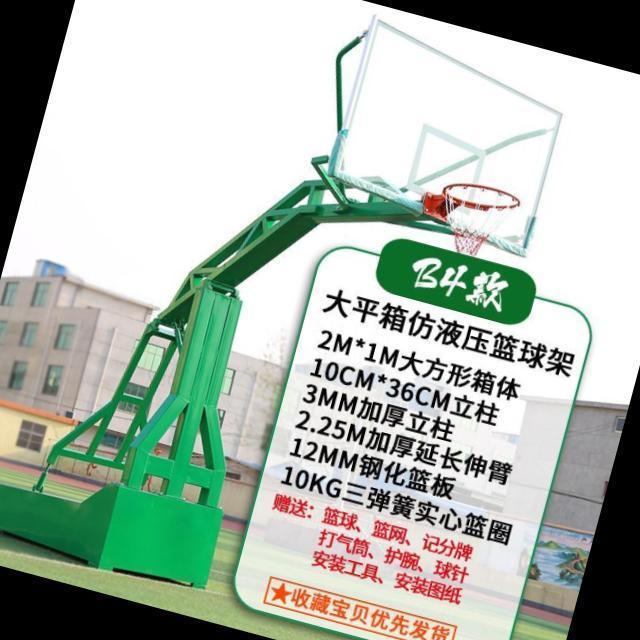 B4款
大平箱仿液压篮球架
2M*1M大方形箱体
10CM*36CM立柱
3MM加厚立柱
2.25M加厚延长伸臂
12MM钢化篮板
10KG三弹簧实心篮圈
赠送：篮球、篮网、记分牌
打气筒、护腕、球针
安装工具、安装图纸
★收藏宝贝优先发货